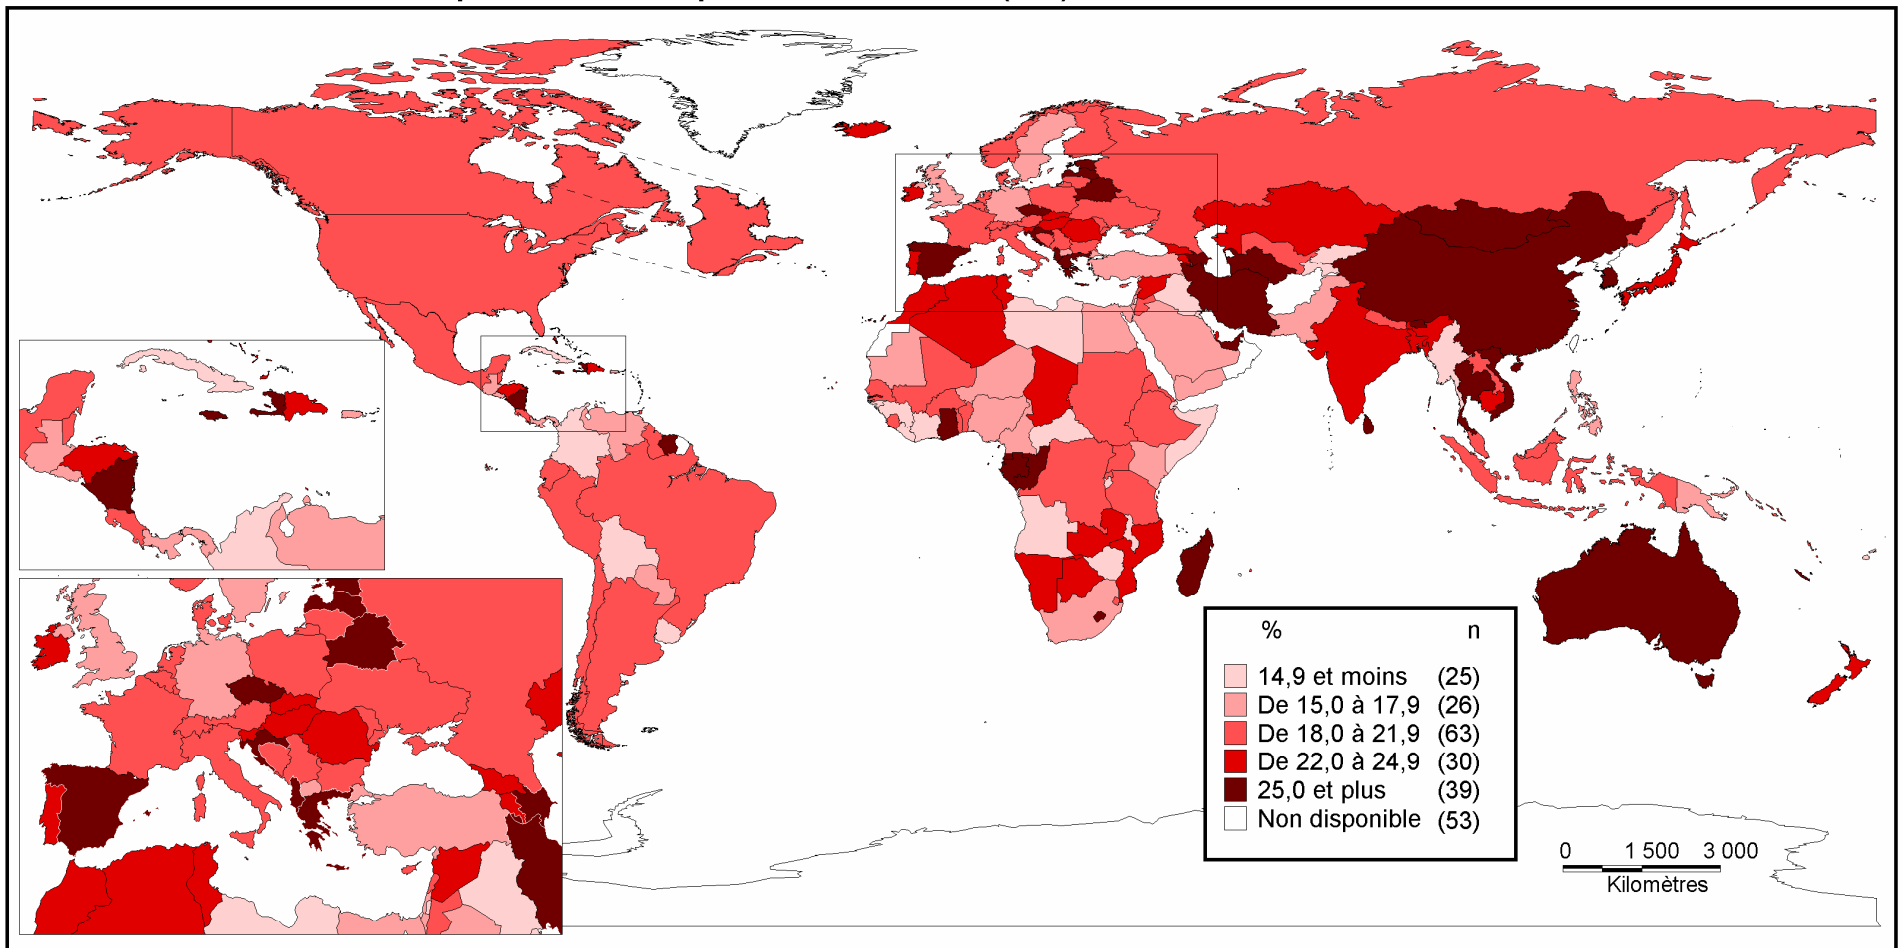 % n
14,9 et moins (25)
De 15,0 à 17,9 (26)
De 18,0 à 21,9 (63)
De 22,0 à 24,9 (30)
25,0 et plus (39)
Non disponible (53)
0 1 500 3 000
Kilomètres